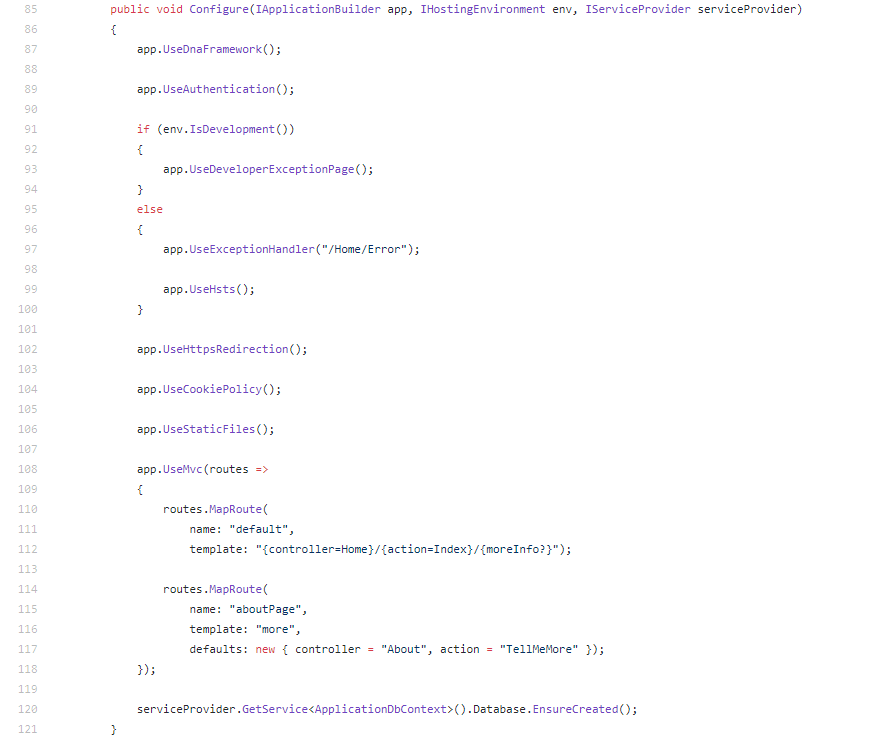 85 public void Configure(IApplicationBuilder app, IHostingEnvironment env, IServiceProvider serviceProvider)
86 {
87 app.UseDnaFramework();
88
89 app.UseAuthentication();
90
91 if (env.IsDevelopment())
92 {
93 app.UseDeveloperExceptionPage();
94 }
95 else
96 {
97 app.UseExceptionHandler("/Home/Error");
98
99 app.UseHsts();
100 }
101
102 app.UseHttpsRedirection();
103
104 app.UseCookiePolicy();
105
106 app.UseStaticFiles();
107
108 app.UseMvc(routes =>
109 {
110 routes.MapRoute(
111 name: "default",
112 template: "{controller=Home}/{action=Index}/{moreInfo?}");
113
114 routes.MapRoute(
115 name: "aboutPage",
116 template: "more",
117 defaults: new { controller = "About", action = "TellMeMore" });
118 });
119
120 serviceProvider.GetService<ApplicationDbContext>().Database.EnsureCreated();
121 }